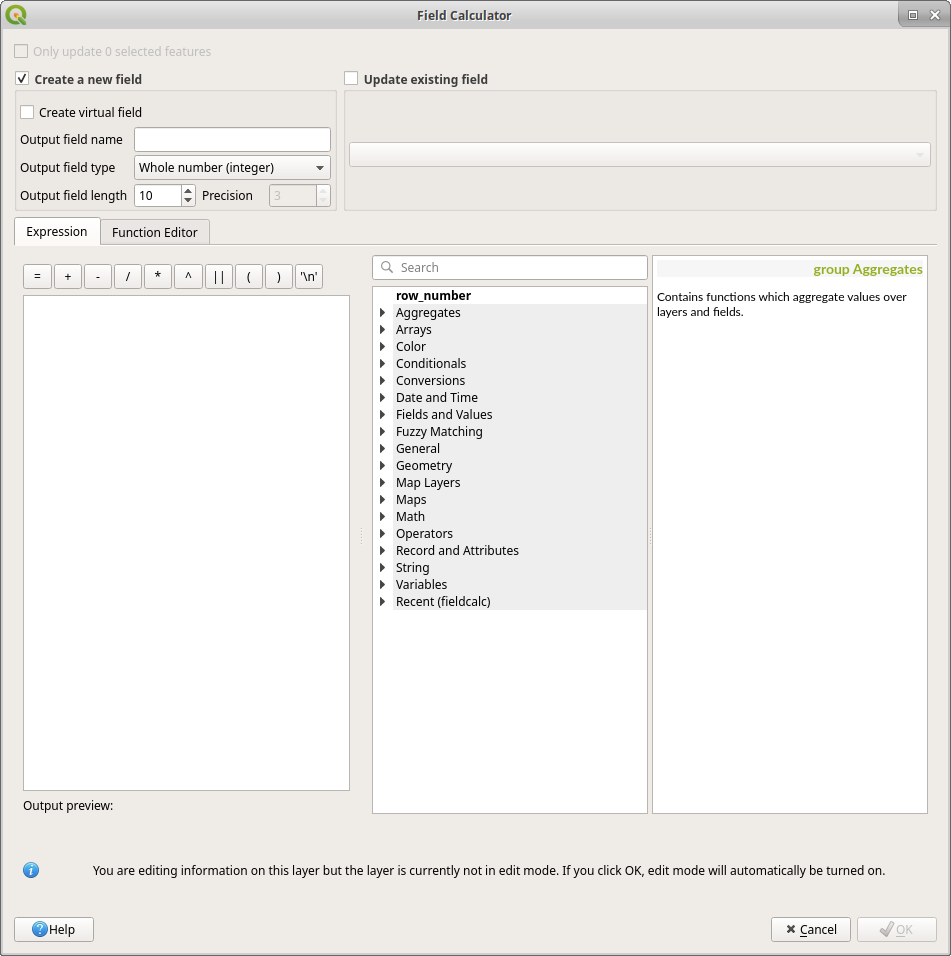 Field Calculator
Only update 0 selected features
Create a new field
Update existing field
Create virtual field
Output field name
Output field type Whole number (integer)
Output field length 10 Precision 3
Expression Function Editor
= + - / * ^ || ( ) '\n'
Search
row_number
Aggregates
Arrays
Color
Conditionals
Conversions
Date and Time
Fields and Values
Fuzzy Matching
General
Geometry
Map Layers
Maps
Math
Operators
Record and Attributes
String
Variables
Recent (fieldcalc)
group Aggregates
Contains functions which aggregate values over
layers and fields.
Output preview:
You are editing information on this layer but the layer is currently not in edit mode. If you click OK, edit mode will automatically be turned on.
Help Cancel OK